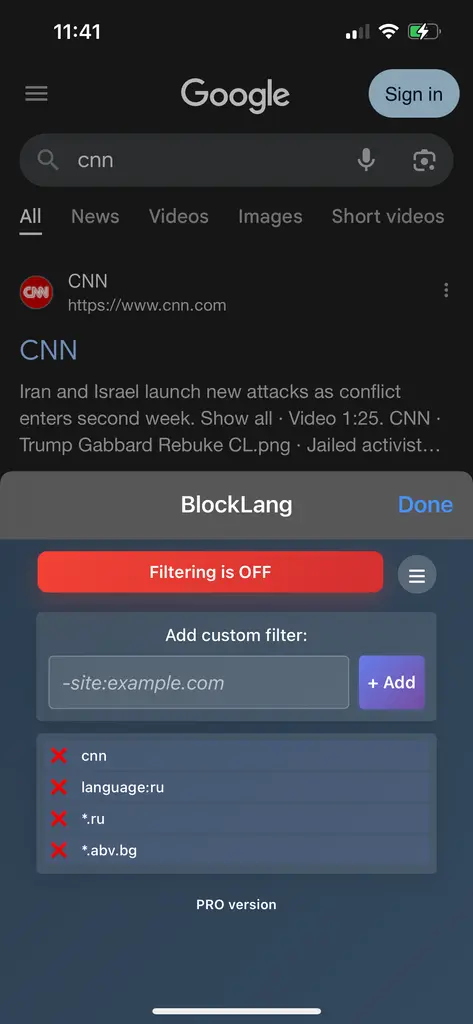 11:41
Google
Sign in
cnn
All News Videos Images Short videos
CNN
CNN
https://www.cnn.com
CNN
Iran and Israel launch new attacks as conflict
enters second week. Show all · Video 1:25. CNN ·
Trump Gabbard Rebuke CL.png · Jailed activist...
BlockLang
Done
Filtering is OFF
Add custom filter:
-site:example.com
+ Add
cnn
language:ru
*.ru
*.abv.bg
PRO version